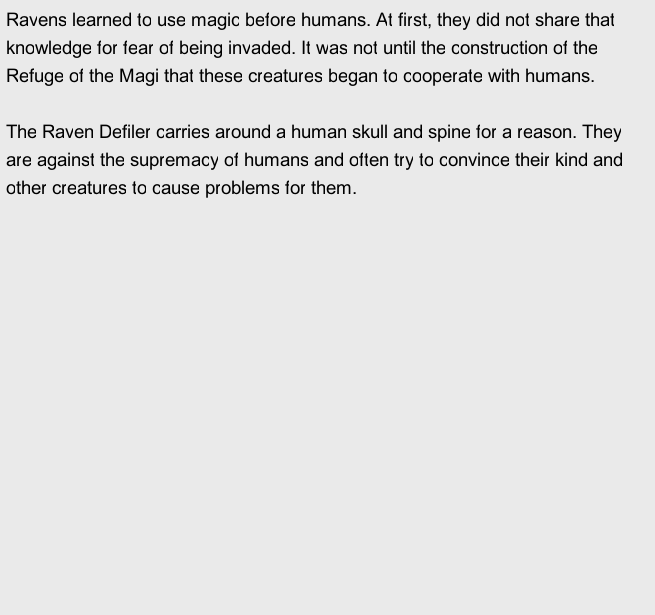 Ravens learned to use magic before humans. At first, they did not share that
knowledge for fear of being invaded. It was not until the construction of the
Refuge of the Magi that these creatures began to cooperate with humans.
The Raven Defiler carries around a human skull and spine for a reason. They
are against the supremacy of humans and often try to convince their kind and
other creatures to cause problems for them.